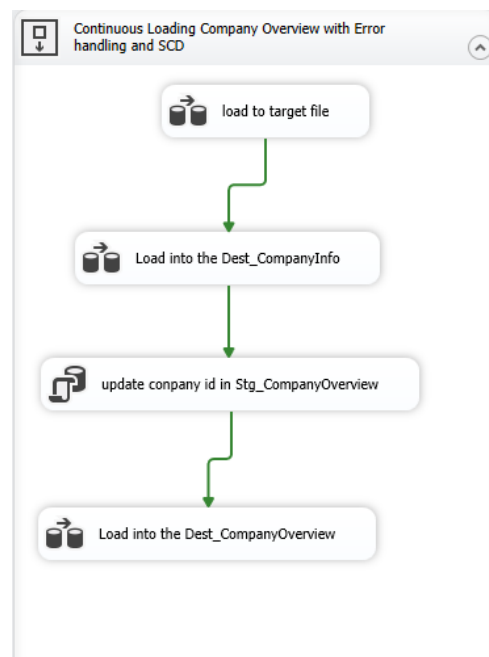 Continuous Loading Company Overview with Error
handling and SCD
load to target file
Load into the Dest_CompanyInfo
update conpany id in Stg_CompanyOverview
Load into the Dest_CompanyOverview